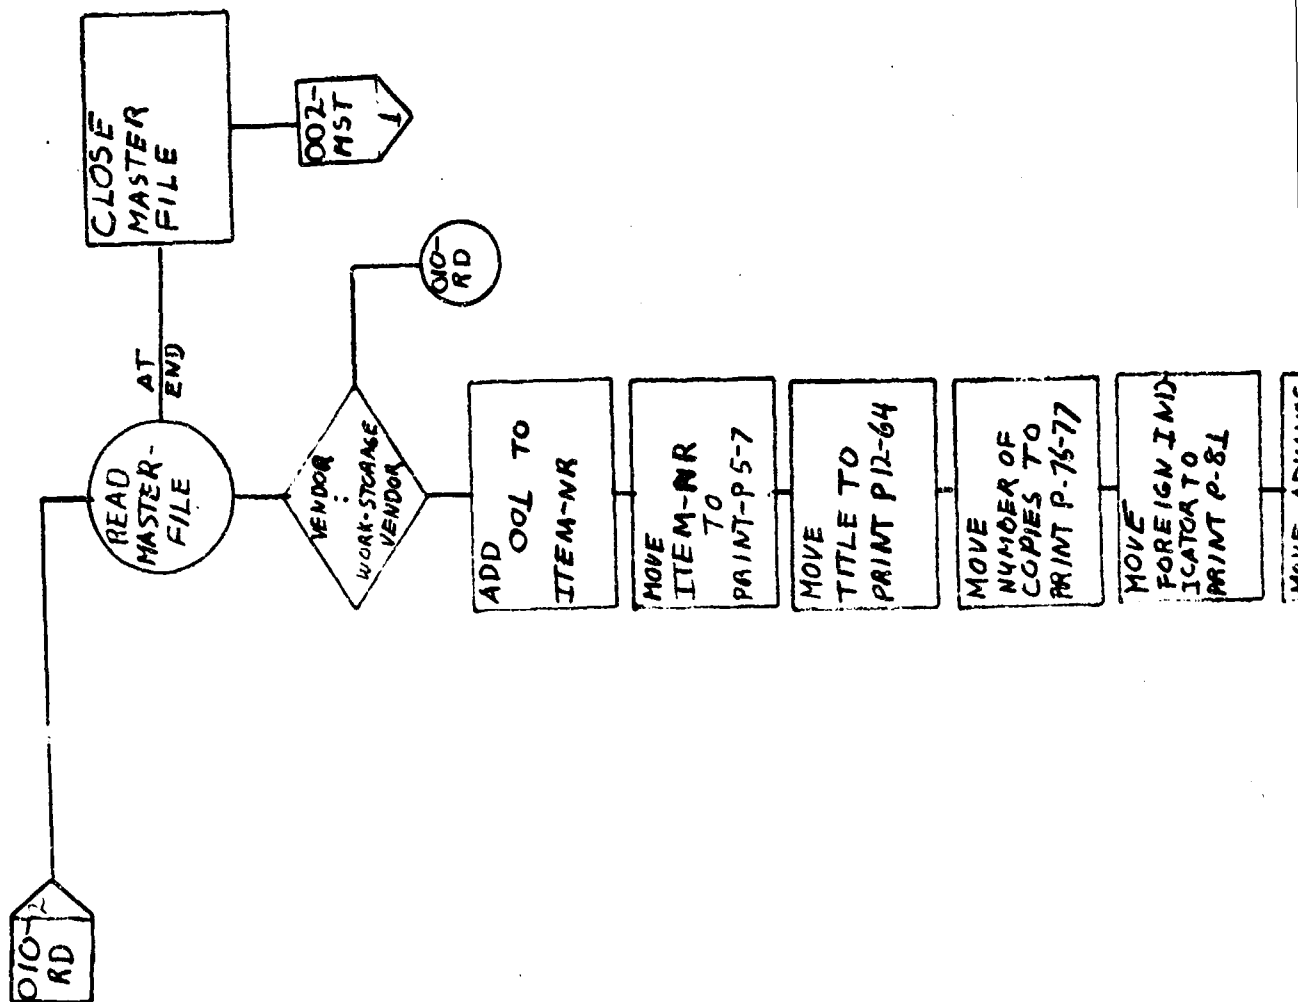 010-
RD
2
READ
MASTER-
FILE
AT
END
CLOSE
MASTER
FILE
002-
MST
1
VENDOR
:
WORK-STORAGE
VENDOR
010-
RD
ADD
001 TO
ITEM-NR
MOVE
ITEM-NR
TO
PRINT-P5-7
MOVE
TITLE TO
PRINT P12-64
MOVE
NUMBER OF
COPIES TO
PRINT P-75-77
MOVE
FOREIGN IND-
ICATOR TO
PRINT P-81
MOVE